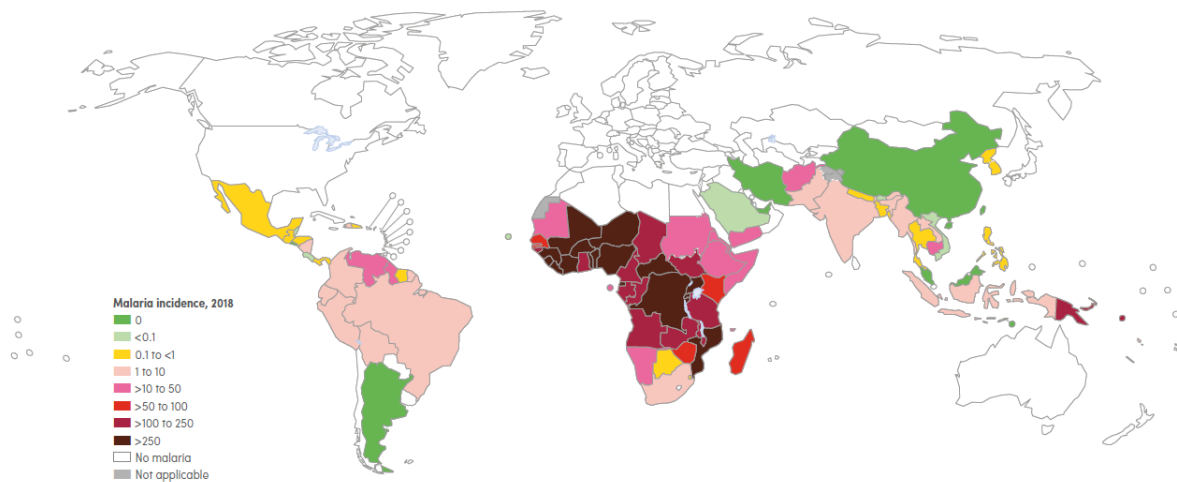 Malaria incidence, 2018
0
<0.1
0.1 to <1
1 to 10
>10 to 50
>50 to 100
>100 to 250
>250
No malaria
Not applicable